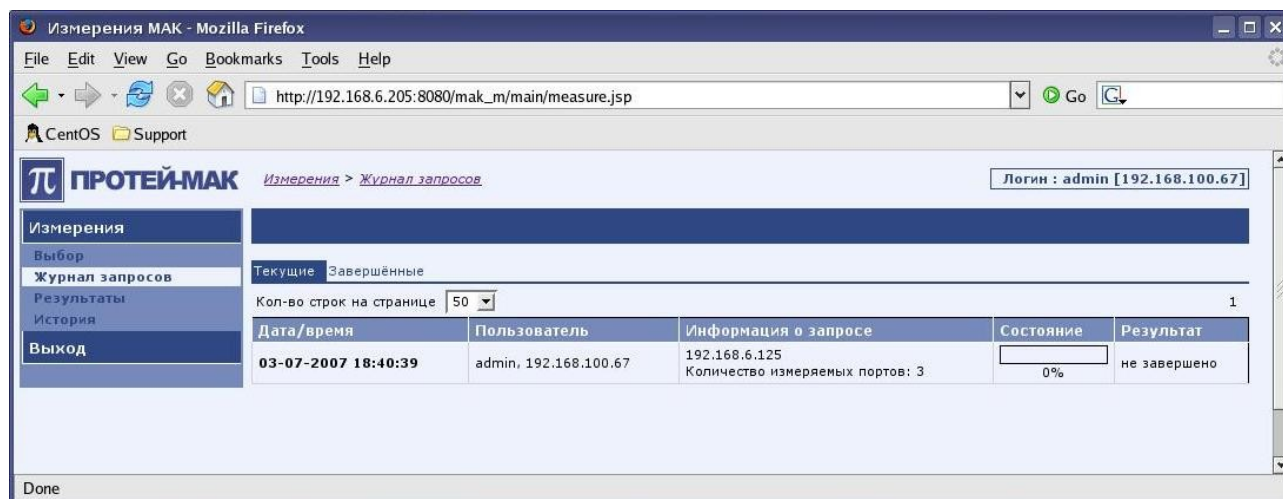 Измерения МАК - Mozilla Firefox
File Edit View Go Bookmarks Tools Help
http://192.168.6.205:8080/mak_m/main/measure.jsp Go G
CentOS Support
π ПРОТЕЙ-МАК Измерения > Журнал запросов Логин : admin [192.168.100.67]
Измерения
Выбор
Журнал запросов
Результаты
История
Выход
Текущие Завершённые
Кол-во строк на странице 50 1
Дата/время Пользователь Информация о запросе Состояние Результат
03-07-2007 18:40:39 admin, 192.168.100.67 192.168.6.125
Количество измеряемых портов: 3 0% не завершено
Done